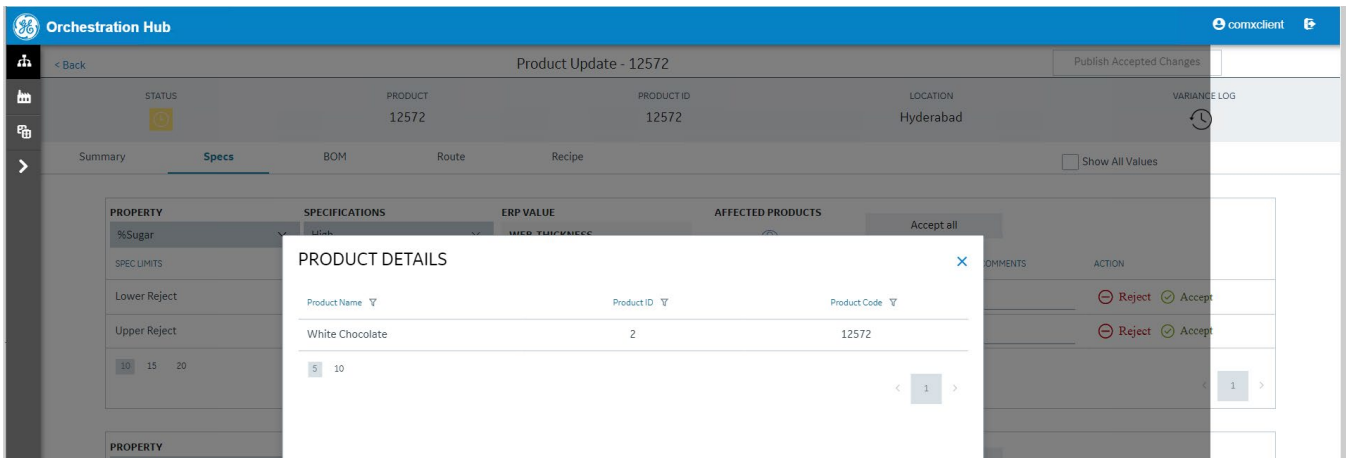 Orchestration Hub comxclient
< Back Product Update - 12572 Publish Accepted Changes
STATUS PRODUCT PRODUCT ID LOCATION VARIANCE LOG
12572 12572 Hyderabad
Summary Specs BOM Route Recipe Show All Values
PROPERTY SPECIFICATIONS ERP VALUE AFFECTED PRODUCTS
Accept all
%Sugar High WEB THICKNESS
PRODUCT DETAILS
SPEC LIMITS COMMENTS ACTION
Lower Reject Product Name Product ID Product Code Reject Accept
Upper Reject White Chocolate 2 12572 Reject Accept
10 15 20 5 10
1 1
PROPERTY